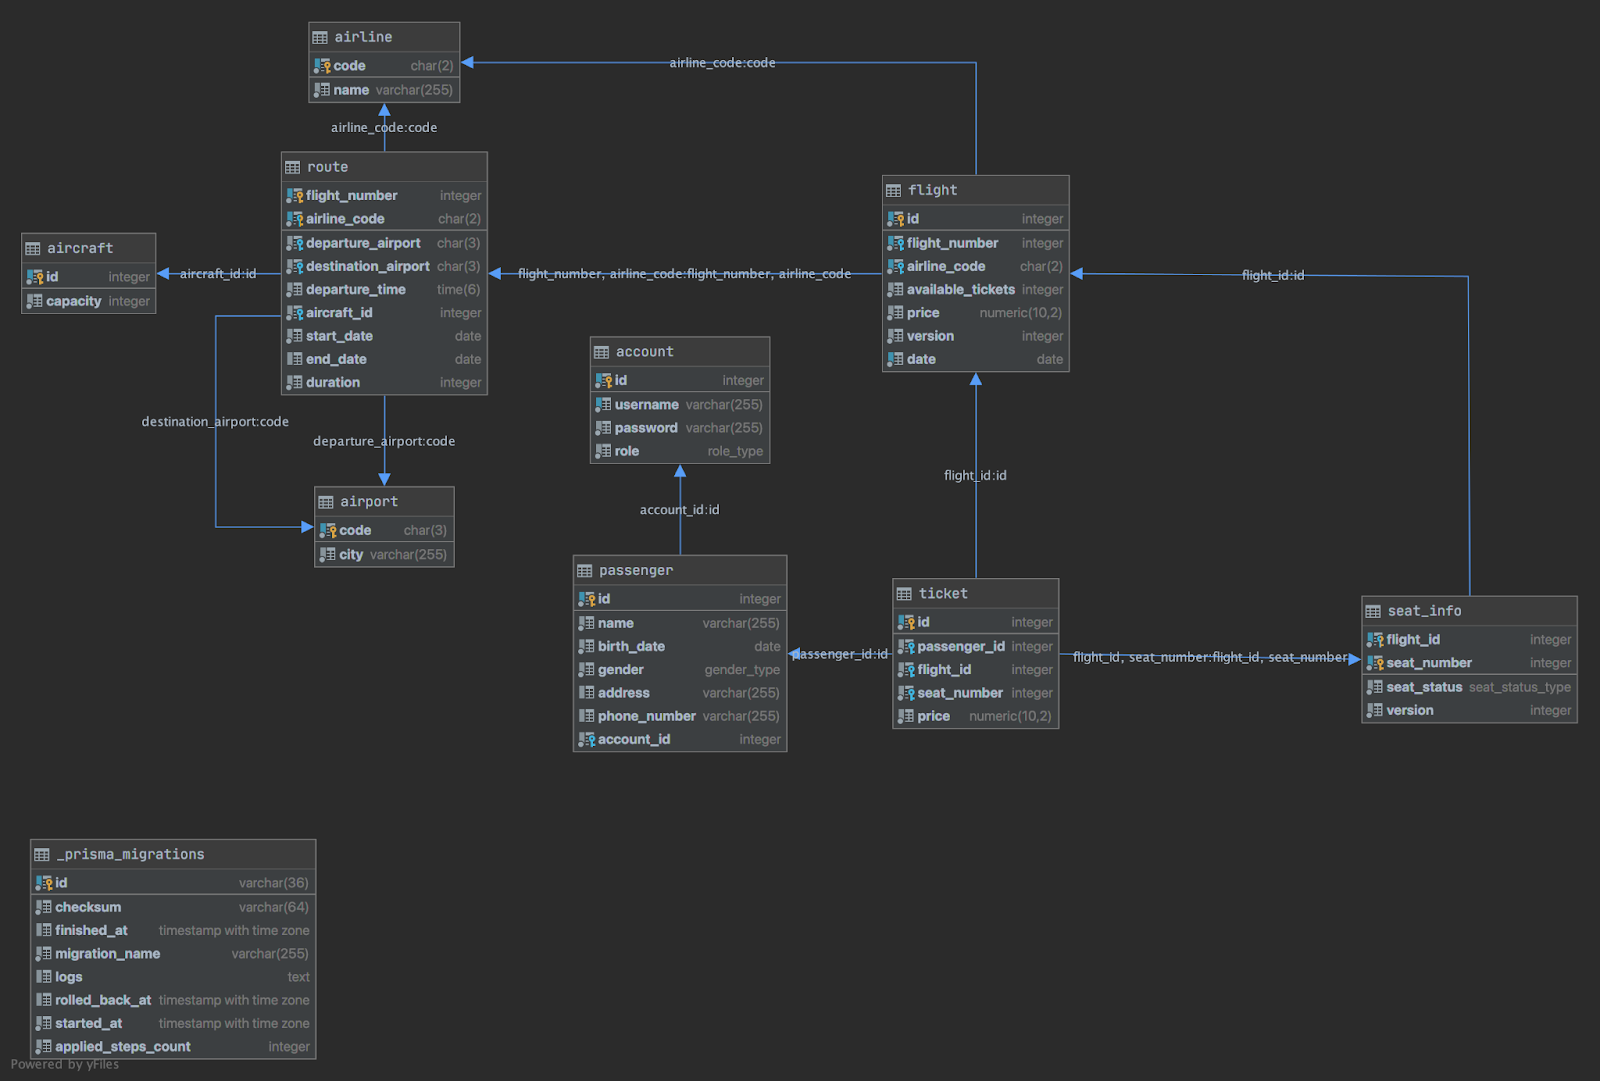 airline
code char(2)
name varchar(255)
airline_code:code
airline_code:code
route
flight_number integer
airline_code char(2)
departure_airport char(3)
destination_airport char(3)
departure_time time(6)
aircraft_id integer
start_date date
end_date date
duration integer
flight
id integer
flight_number integer
airline_code char(2)
available_tickets integer
price numeric(10,2)
version integer
date date
aircraft
id integer
capacity integer
aircraft_id:id
flight_number, airline_code:flight_number, airline_code
flight_id:id
account
id integer
username varchar(255)
password varchar(255)
role role_type
destination_airport:code
departure_airport:code
flight_id:id
airport
code char(3)
city varchar(255)
account_id:id
passenger
id integer
name varchar(255)
birth_date date
gender gender_type
address varchar(255)
phone_number varchar(255)
account_id integer
passenger_id:id
ticket
id integer
passenger_id integer
flight_id integer
seat_number integer
price numeric(10,2)
flight_id, seat_number:flight_id, seat_number
seat_info
flight_id integer
seat_number integer
seat_status seat_status_type
version integer
_prisma_migrations
id varchar(36)
checksum varchar(64)
finished_at timestamp with time zone
migration_name varchar(255)
logs text
rolled_back_at timestamp with time zone
started_at timestamp with time zone
applied_steps_count integer
Powered by yFiles